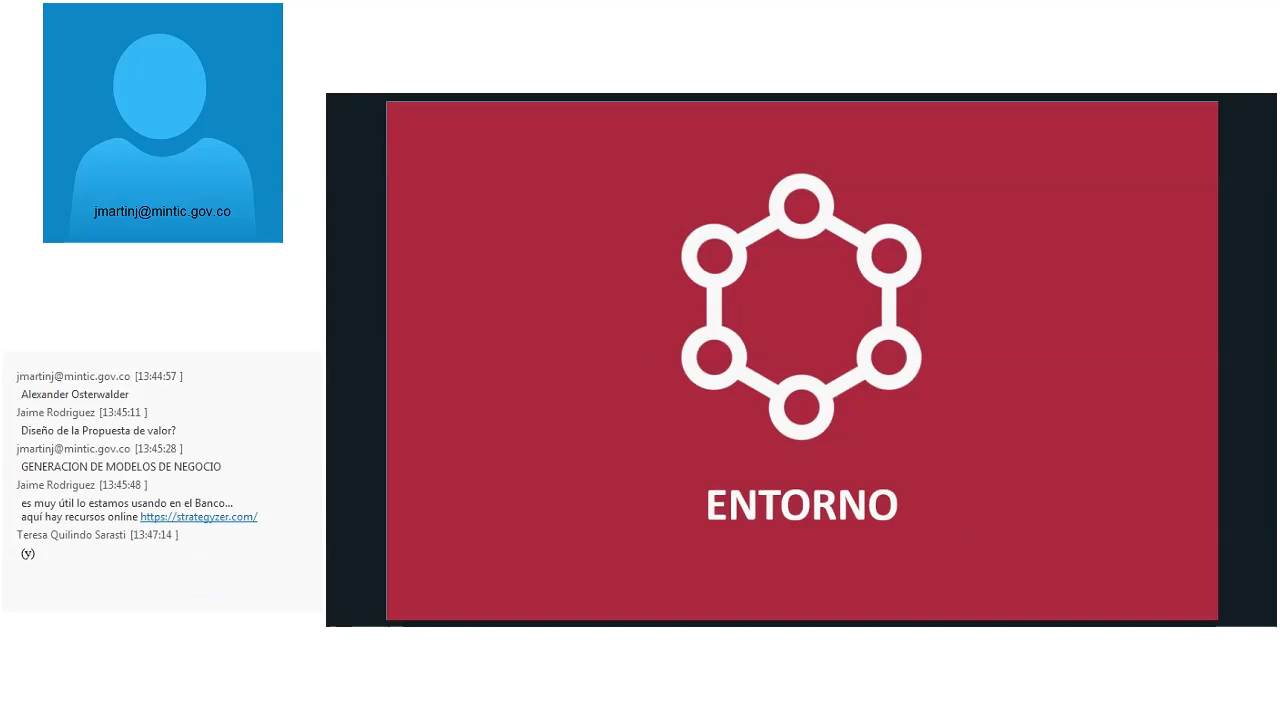 jmartinj@mintic.gov.co
jmartinj@mintic.gov.co [13:44:57 ]
Alexander Osterwalder
Jaime Rodriguez [13:45:11 ]
Diseño de la Propuesta de valor?
jmartinj@mintic.gov.co [13:45:28 ]
GENERACION DE MODELOS DE NEGOCIO
Jaime Rodriguez [13:45:48 ]
es muy útil lo estamos usando en el Banco...
aquí hay recursos online https://strategyzer.com/
Teresa Quilindo Sarasti [13:47:14 ]
(y)
ENTORNO